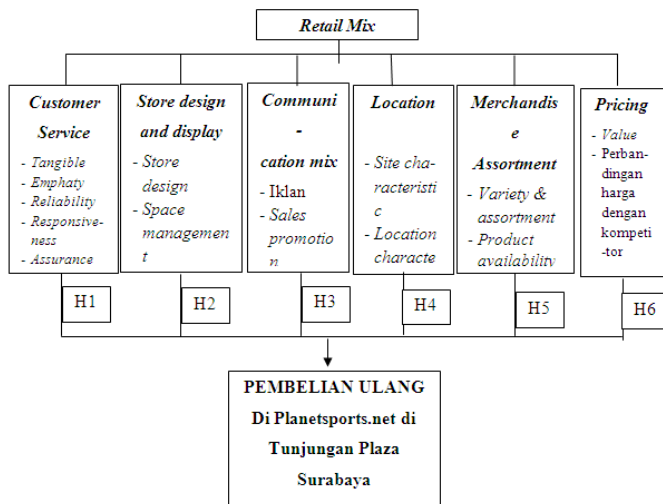 Retail Mix
Customer
Service
- Tangible
- Emphaty
- Reliability
- Responsive-
ness
- Assurance
Store design
and display
- Store
design
- Space
managemen
t
Communi
-
cation mix
- Iklan
- Sales
promotio
n
Location
- Site cha-
racteristi
c
- Location
characte
Merchandis
e
Assortment
- Variety &
assortment
- Product
availability
Pricing
- Value
- Perban-
dingan
harga
dengan
kompeti
-tor
H1
H2
H3
H4
H5
H6
PEMBELIAN ULANG
Di Planetsports.net di
Tunjungan Plaza
Surabaya